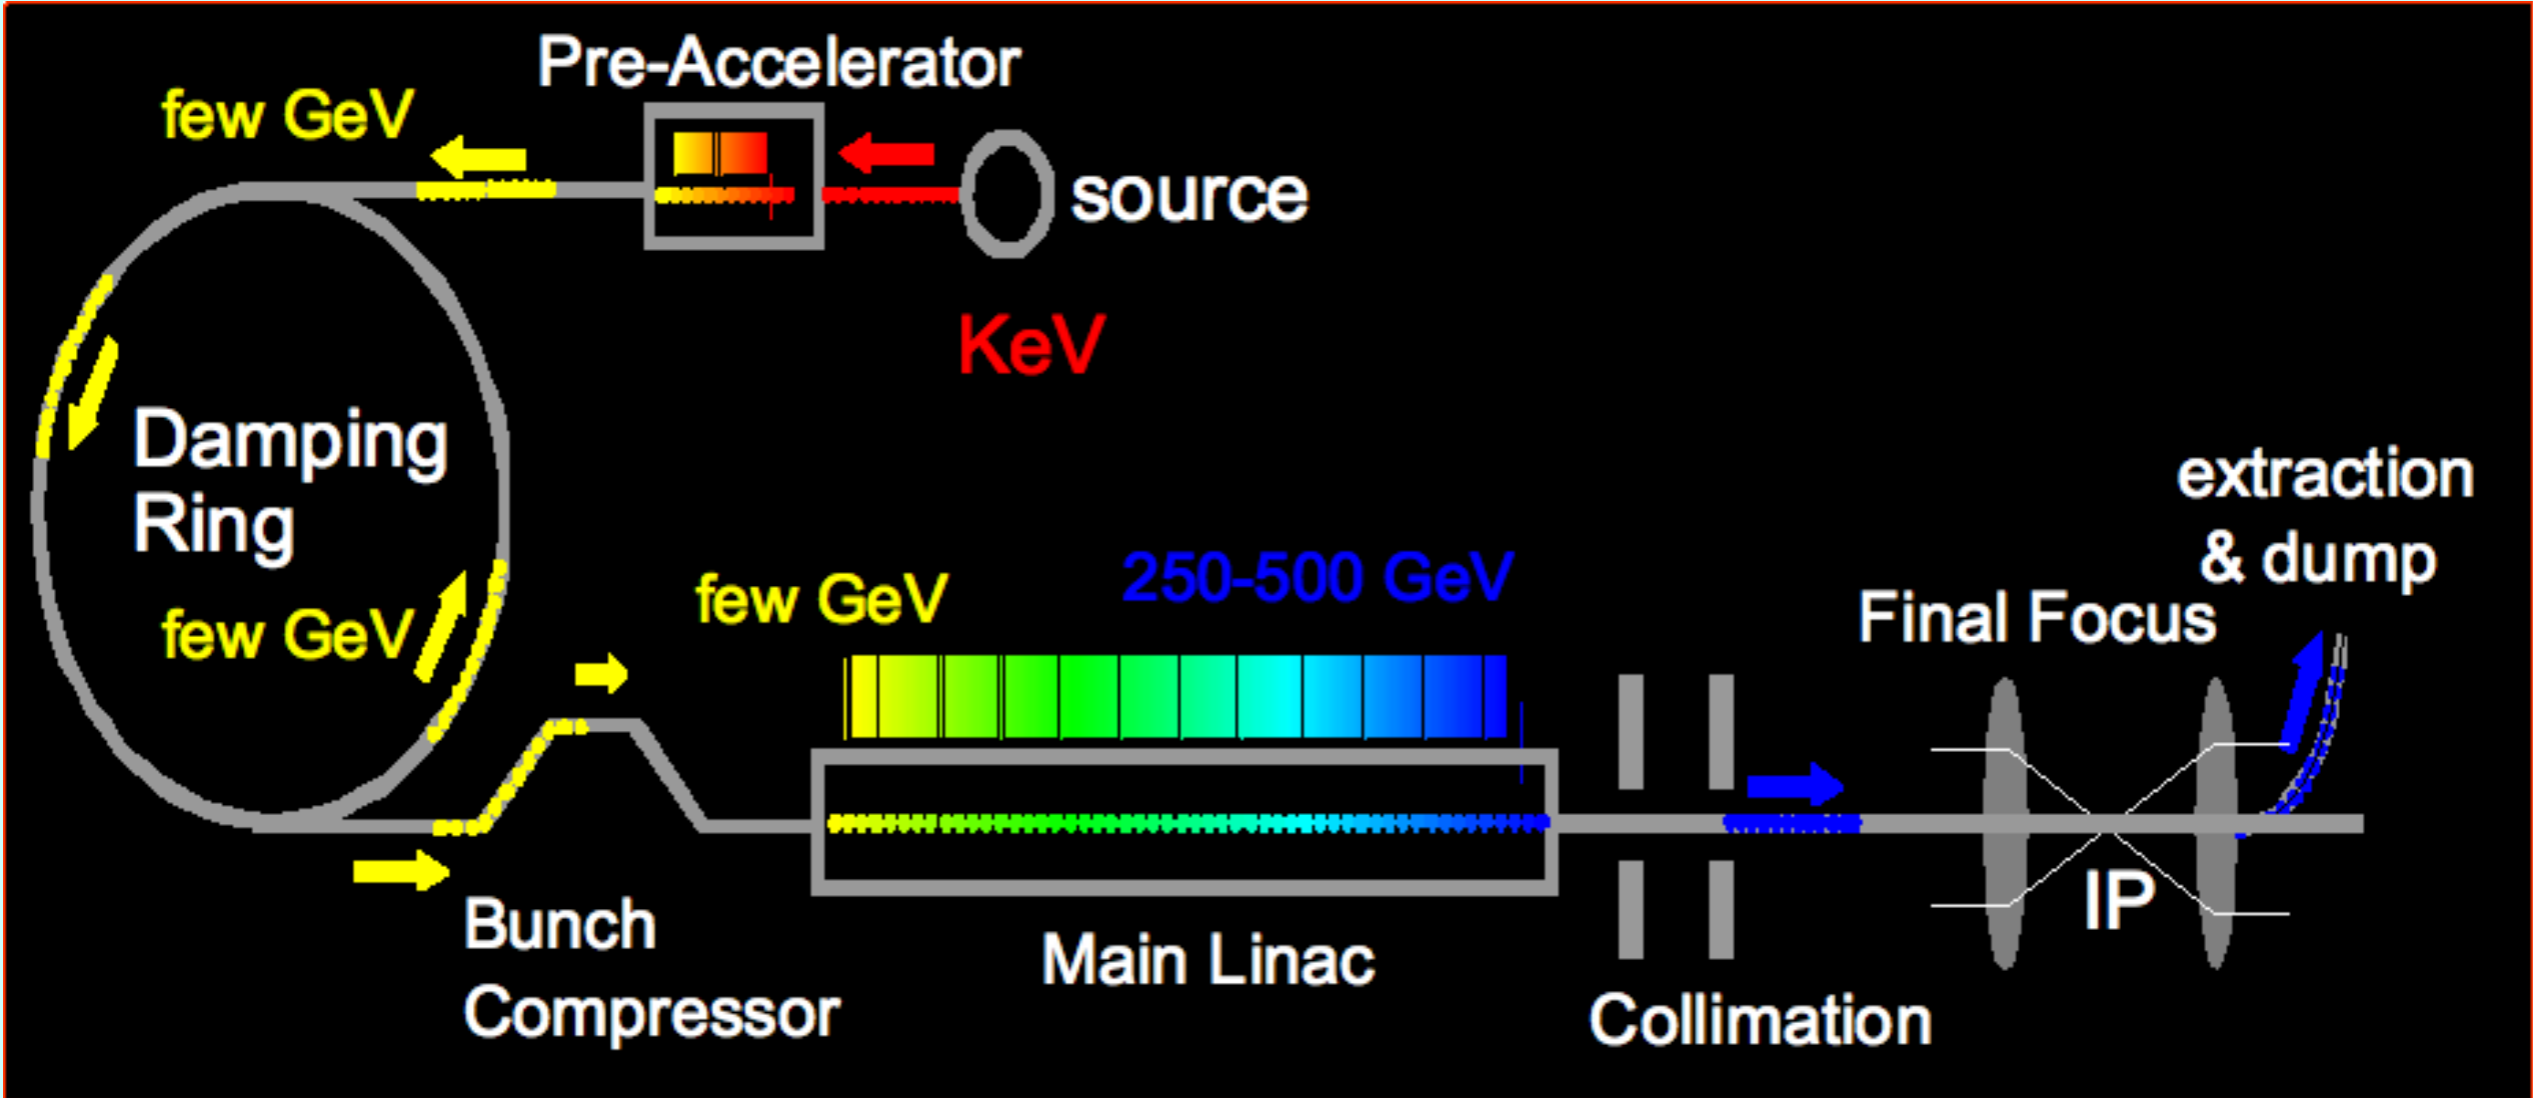 Pre-Accelerator
few GeV
source
KeV
Damping
Ring
few GeV
few GeV
250-500 GeV
extraction
& dump
Final Focus
IP
Bunch
Compressor
Main Linac
Collimation